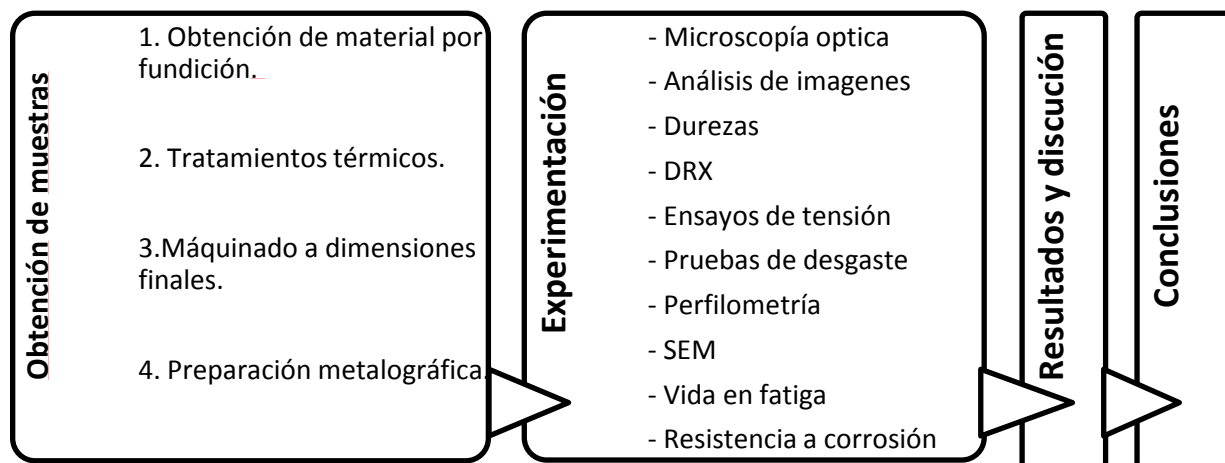 Obtención de muestras
1. Obtención de material por
fundición.
2. Tratamientos térmicos.
3.Máquinado a dimensiones
finales.
4. Preparación metalográfica.
Experimentación
- Microscopía optica
- Análisis de imagenes
- Durezas
- DRX
- Ensayos de tensión
- Pruebas de desgaste
- Perfilometría
- SEM
- Vida en fatiga
- Resistencia a corrosión
Resultados y discución
Conclusiones